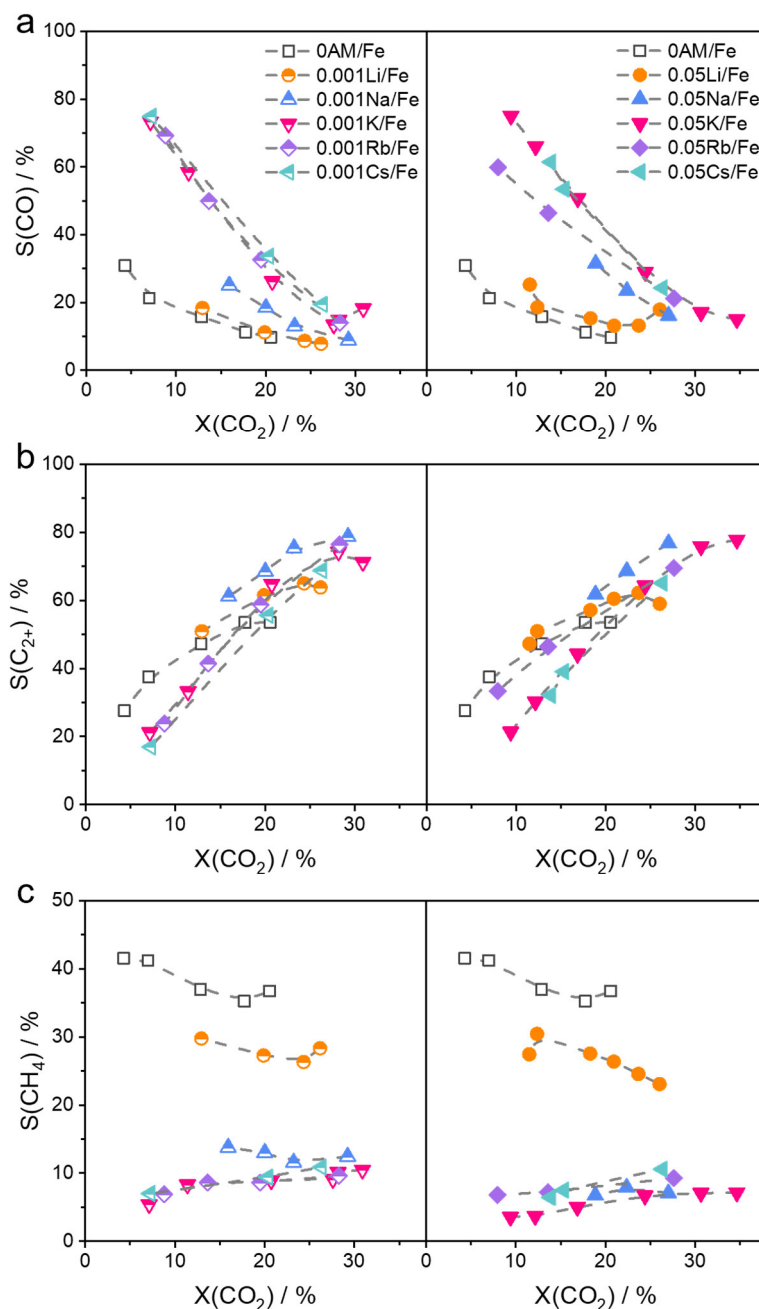 a
100
80
60
40
20
0
S(CO) / %
0AM/Fe
0.001Li/Fe
0.001Na/Fe
0.001K/Fe
0.001Rb/Fe
0.001Cs/Fe
0AM/Fe
0.05Li/Fe
0.05Na/Fe
0.05K/Fe
0.05Rb/Fe
0.05Cs/Fe
0 10 20 30 0 10 20 30
X(CO₂) / % X(CO₂) / %
b
100
80
60
40
20
0
S(C₂₊) / %
0 10 20 30 0 10 20 30
X(CO₂) / % X(CO₂) / %
c
50
40
30
20
10
0
S(CH₄) / %
0 10 20 30 0 10 20 30
X(CO₂) / % X(CO₂) / %